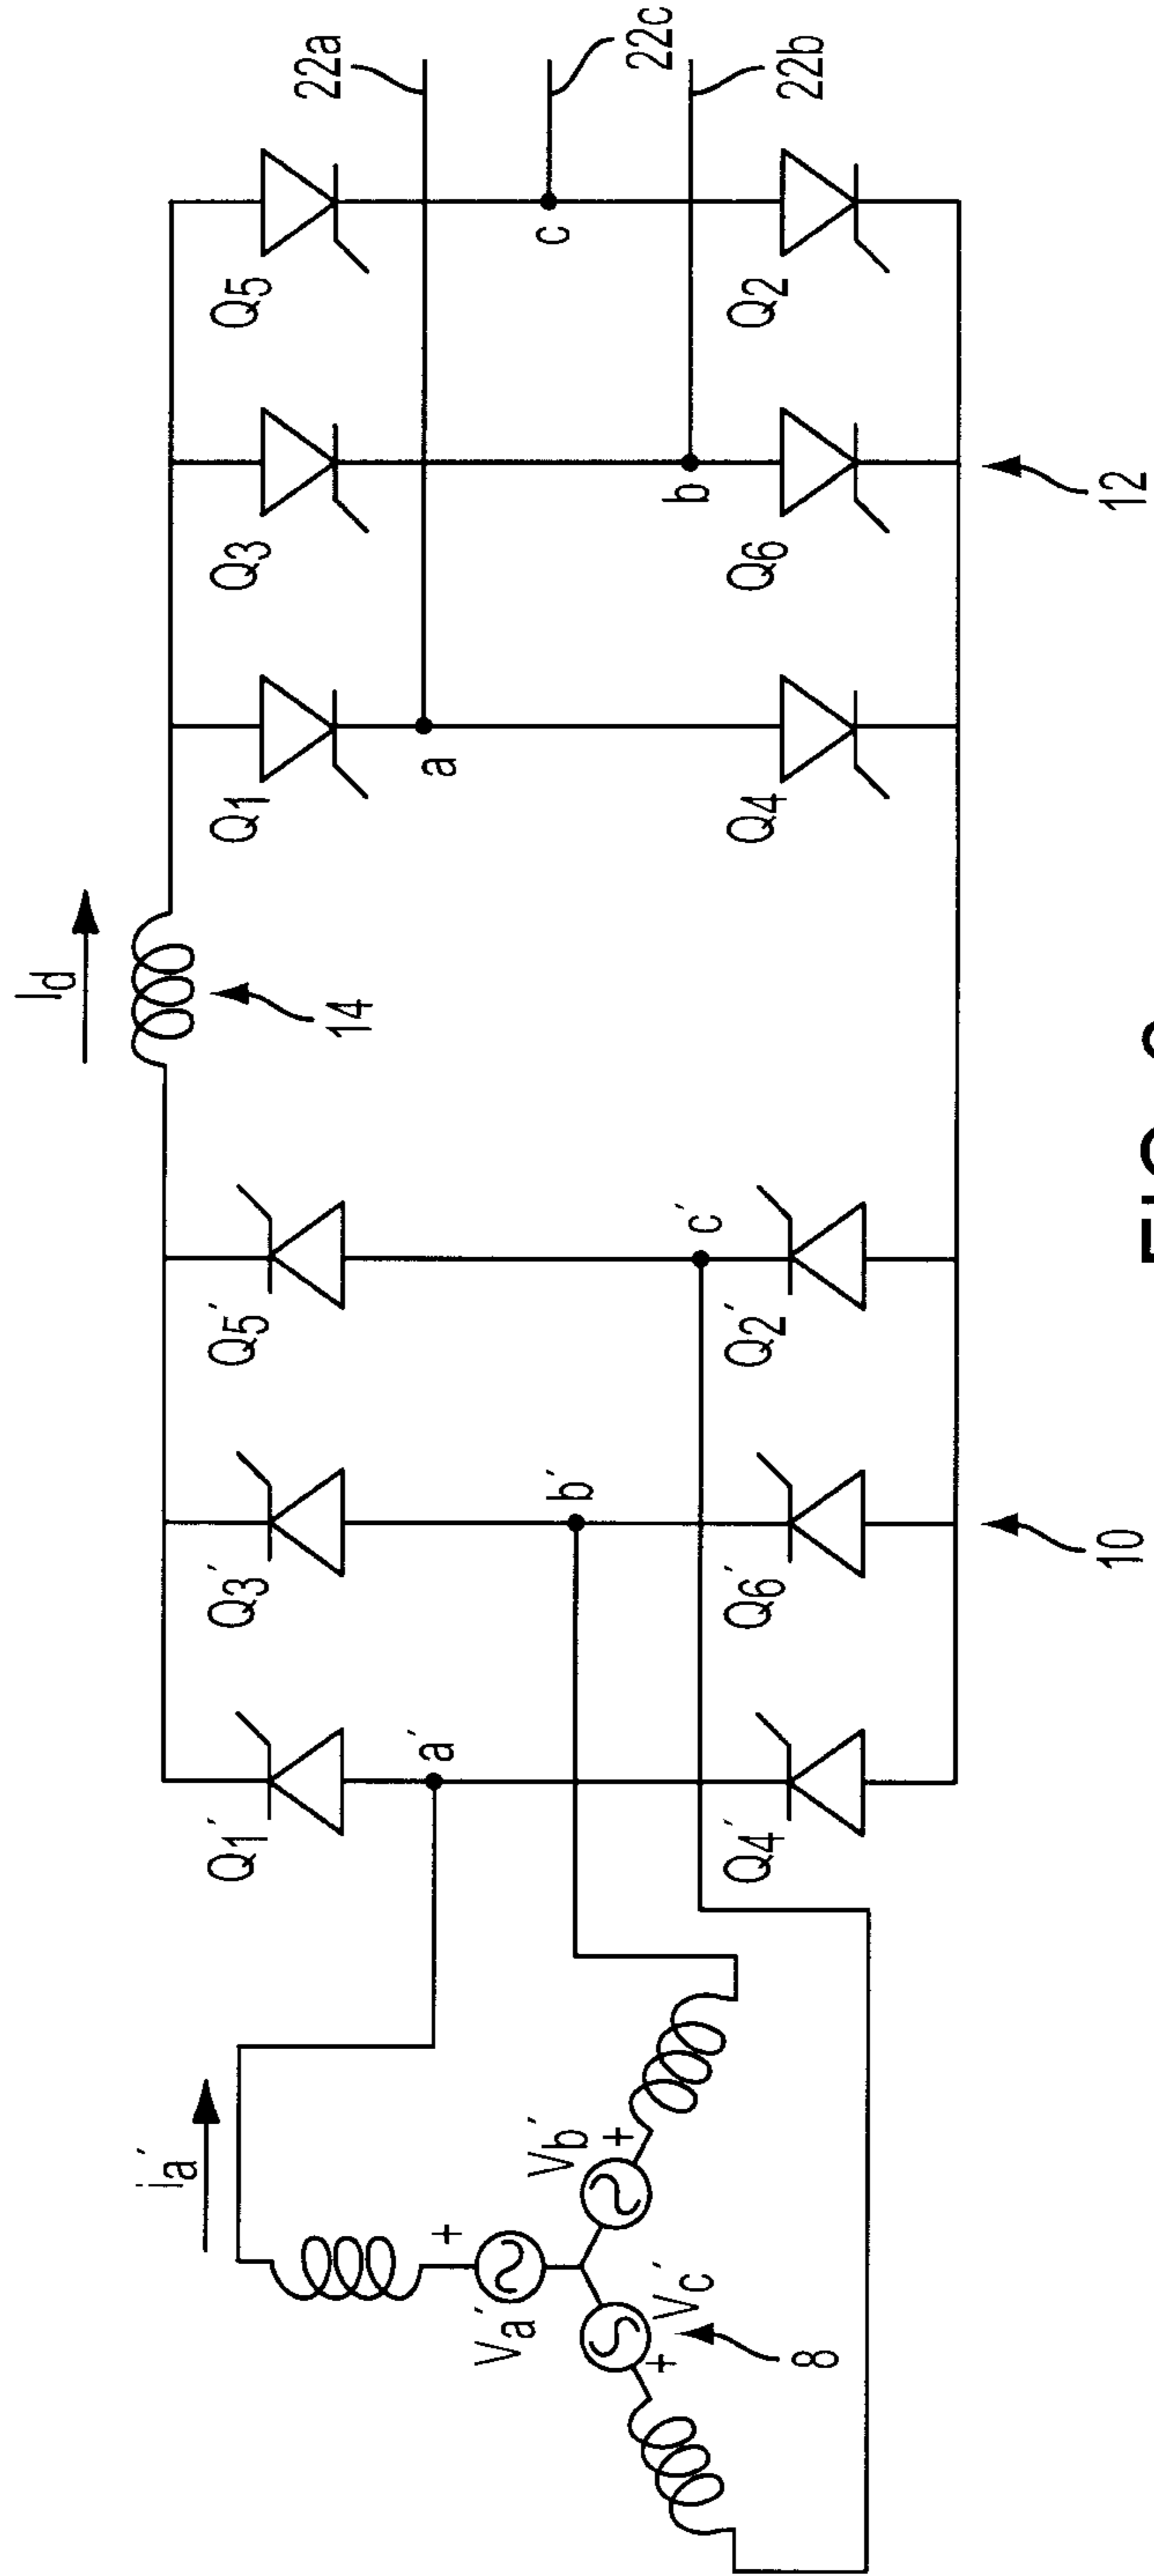 Id
ia′
14
Q1′
Q3′
Q5′
Q1
Q3
Q5
22a
22c
22b
a′
b′
c′
a
b
c
Va′
Vb′
Vc′
+
+
+
8
Q4′
Q6′
Q2′
Q4
Q6
Q2
10
12
FIG.